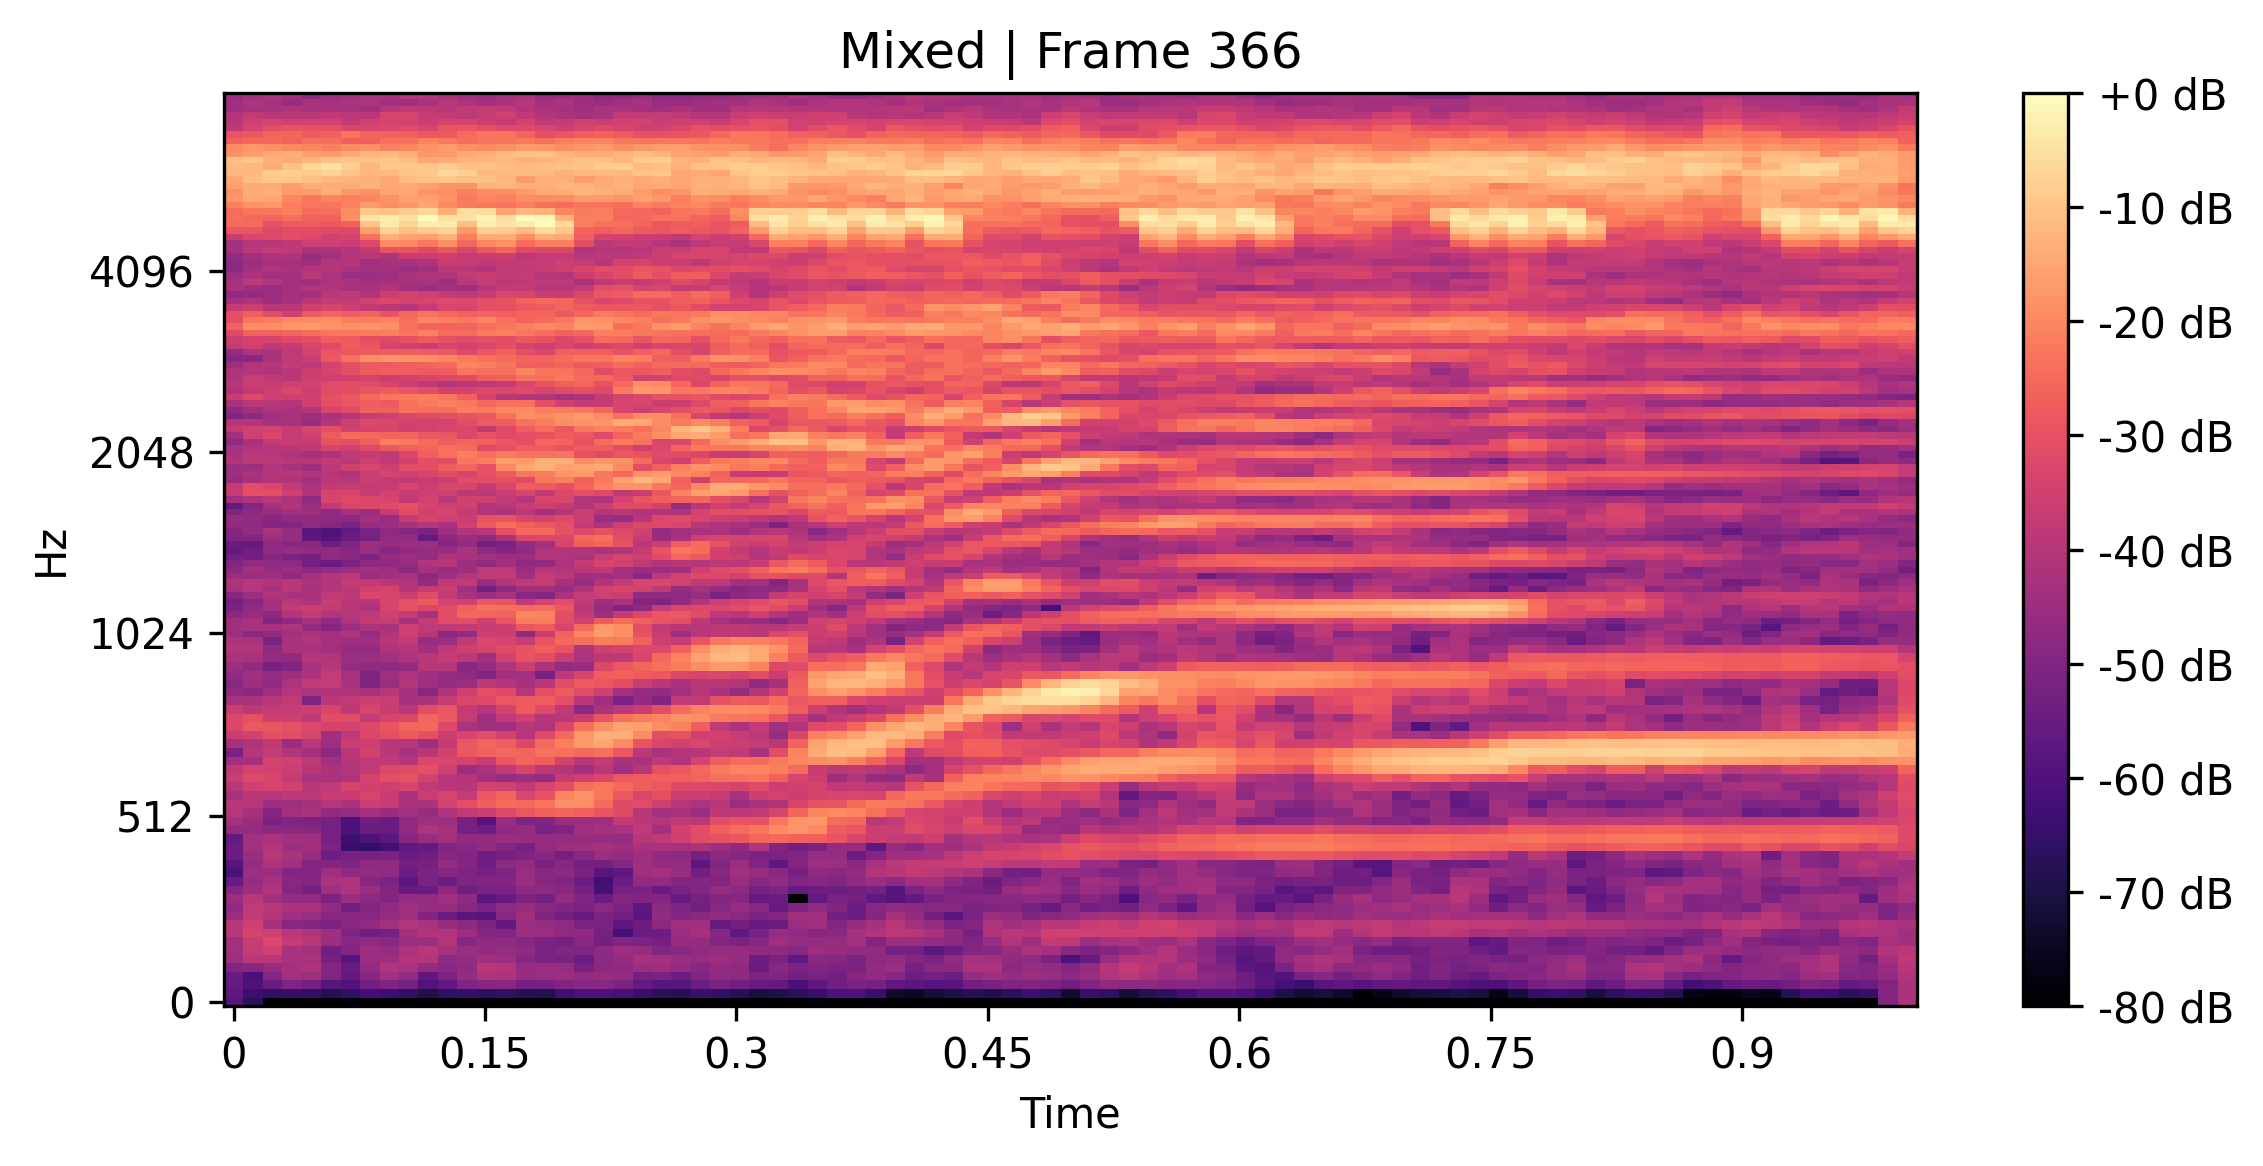 Mixed | Frame 366
+0 dB
-10 dB
-20 dB
-30 dB
-40 dB
-50 dB
-60 dB
-70 dB
-80 dB
4096
2048
1024
512
0
Hz
0 0.15 0.3 0.45 0.6 0.75 0.9
Time